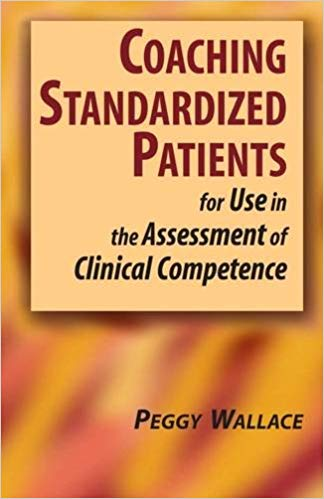 COACHING
STANDARDIZED
PATIENTS
for Use in
the Assessment of
Clinical Competence
PEGGY WALLACE